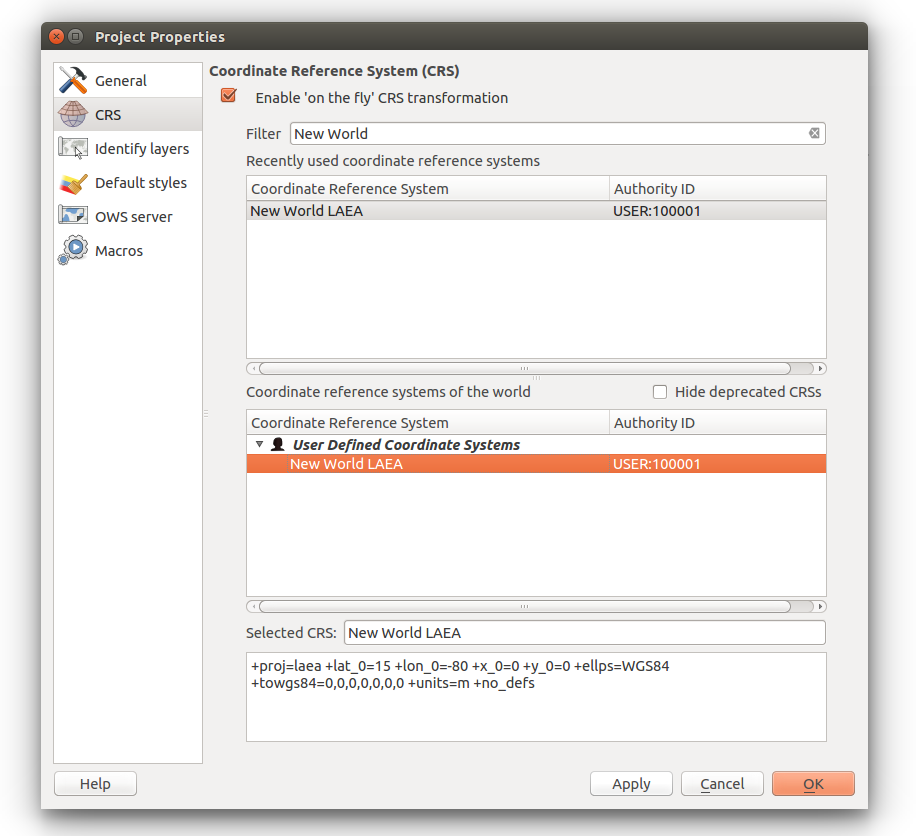 Project Properties
General
CRS
Identify layers
Default styles
OWS server
Macros
Coordinate Reference System (CRS)
Enable 'on the fly' CRS transformation
Filter New World
Recently used coordinate reference systems
Coordinate Reference System Authority ID
New World LAEA USER:100001
Coordinate reference systems of the world Hide deprecated CRSs
Coordinate Reference System Authority ID
User Defined Coordinate Systems
New World LAEA USER:100001
Selected CRS: New World LAEA
+proj=laea +lat_0=15 +lon_0=-80 +x_0=0 +y_0=0 +ellps=WGS84
+towgs84=0,0,0,0,0,0,0 +units=m +no_defs
Help Apply Cancel OK